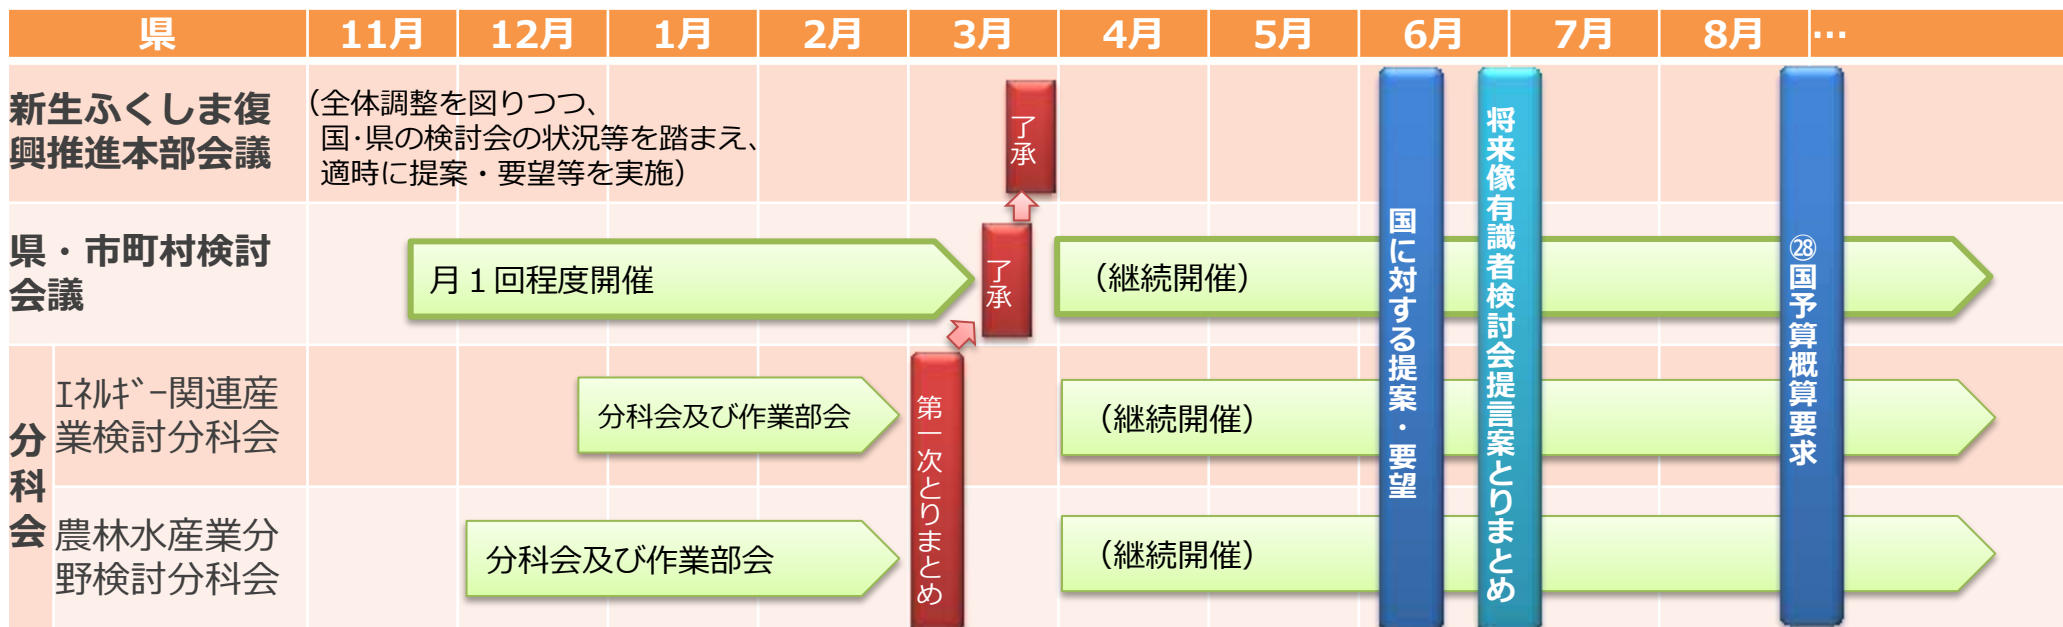 県 11月 12月 1月 2月 3月 4月 5月 6月 7月 8月 …
新生ふくしま復
興推進本部会議
（全体調整を図りつつ、
国･県の検討会の状況等を踏まえ、
適時に提案・要望等を実施）
了承
県・市町村検討
会議
月１回程度開催
了承
（継続開催）
分科会
ｴﾈﾙｷﾞｰ関連産
業検討分科会
分科会及び作業部会
（継続開催）
農林水産業分
野検討分科会
分科会及び作業部会
（継続開催）
第一次とりまとめ
国に対する提案・要望
将来像有識者検討会提言案とりまとめ
㉘国予算概算要求